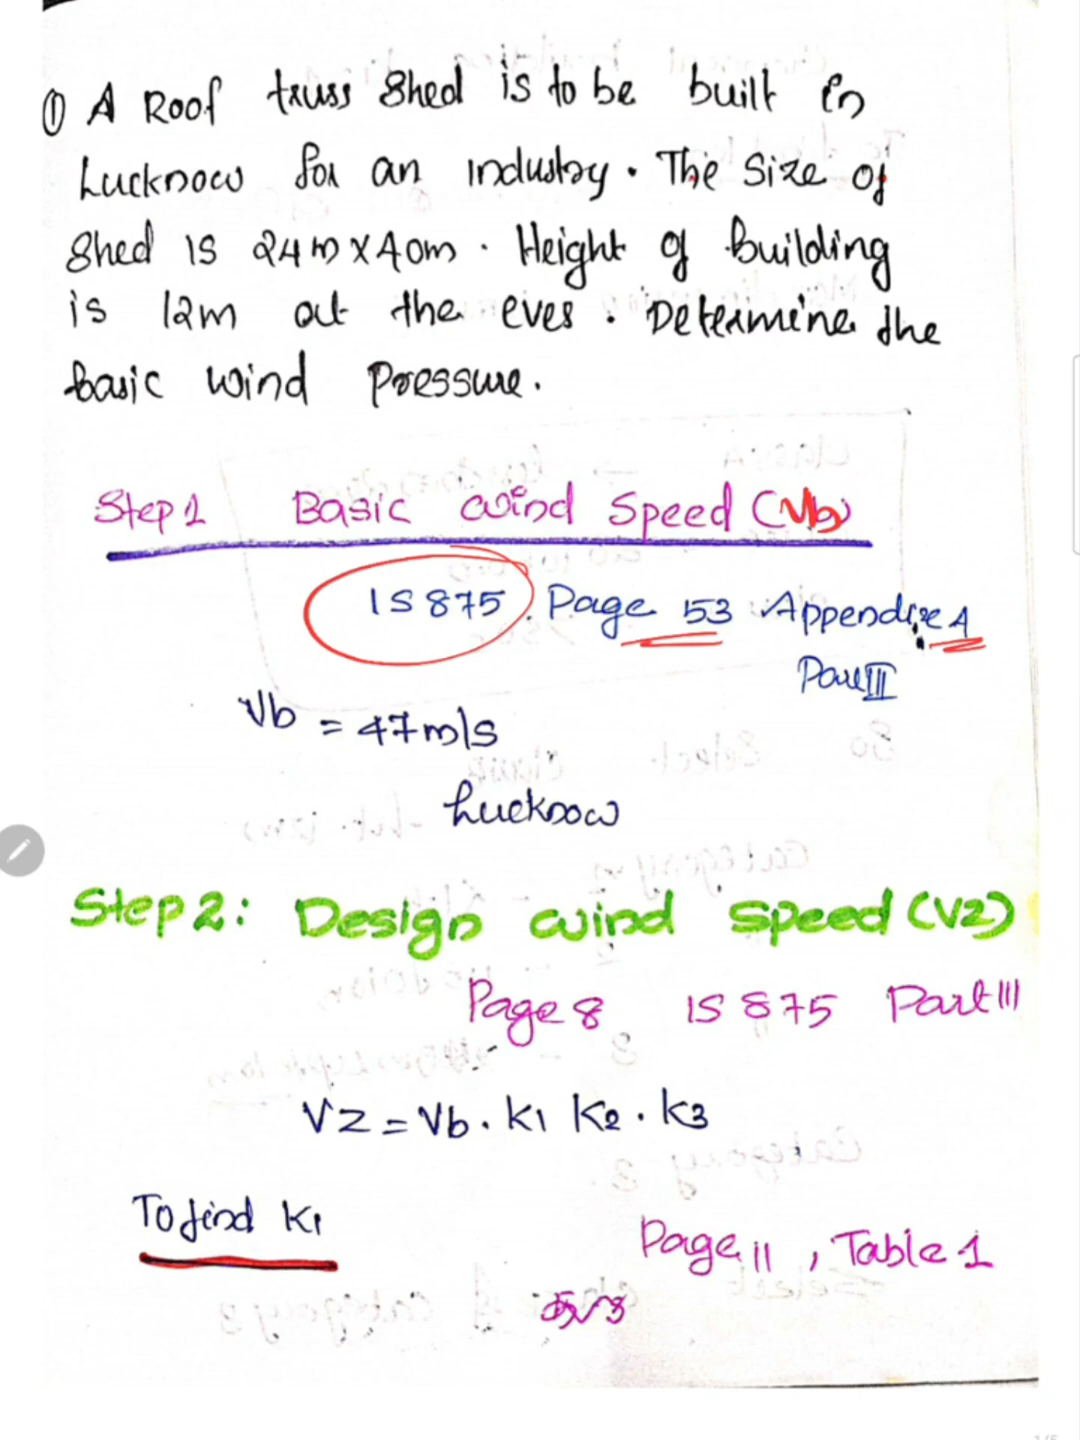 ① A Roof truss Shed is to be built in
Lucknow for an industry. The Size of
Shed is 24m x 40m. Height of Building
is 12m at the eves. Determine the
basic wind Pressure.
Step 1 Basic wind Speed (Vb)
IS 875. Page 53 Appendix A
Part III
Vb = 47m/s
Lucknow
Step 2: Design wind speed (Vz)
Page 8 IS 875 Part III
Vz = Vb. K1 K2. K3
To find K1
Page 11, Table 1